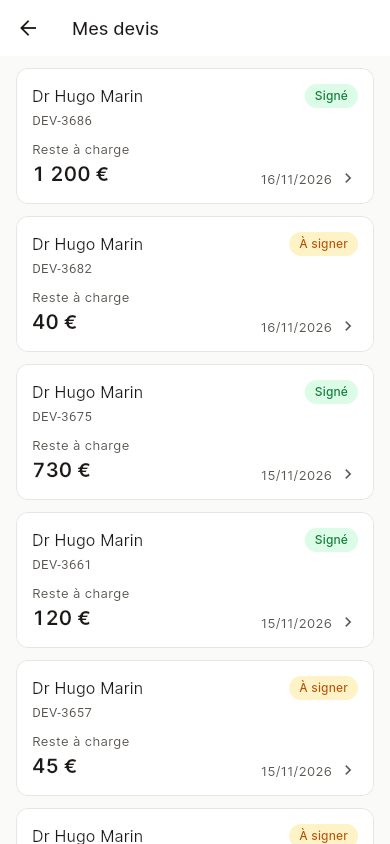 Mes devis
Dr Hugo Marin
Signé
DEV-3686
Reste à charge
1 200 €
16/11/2026
Dr Hugo Marin
À signer
DEV-3682
Reste à charge
40 €
16/11/2026
Dr Hugo Marin
Signé
DEV-3675
Reste à charge
730 €
15/11/2026
Dr Hugo Marin
Signé
DEV-3661
Reste à charge
120 €
15/11/2026
Dr Hugo Marin
À signer
DEV-3657
Reste à charge
45 €
15/11/2026
Dr Hugo Marin
À signer